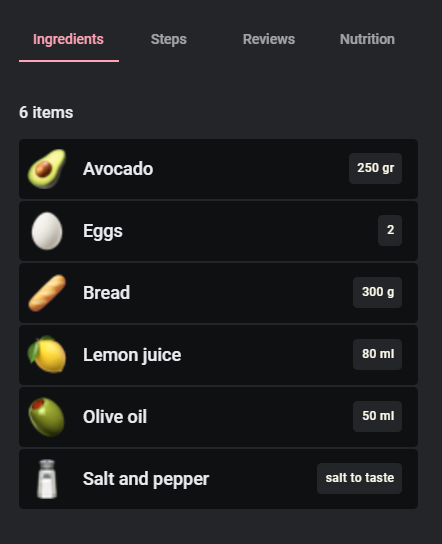 Ingredients Steps Reviews Nutrition
6 items
Avocado 250 gr
Eggs 2
Bread 300 g
Lemon juice 80 ml
Olive oil 50 ml
Salt and pepper salt to taste